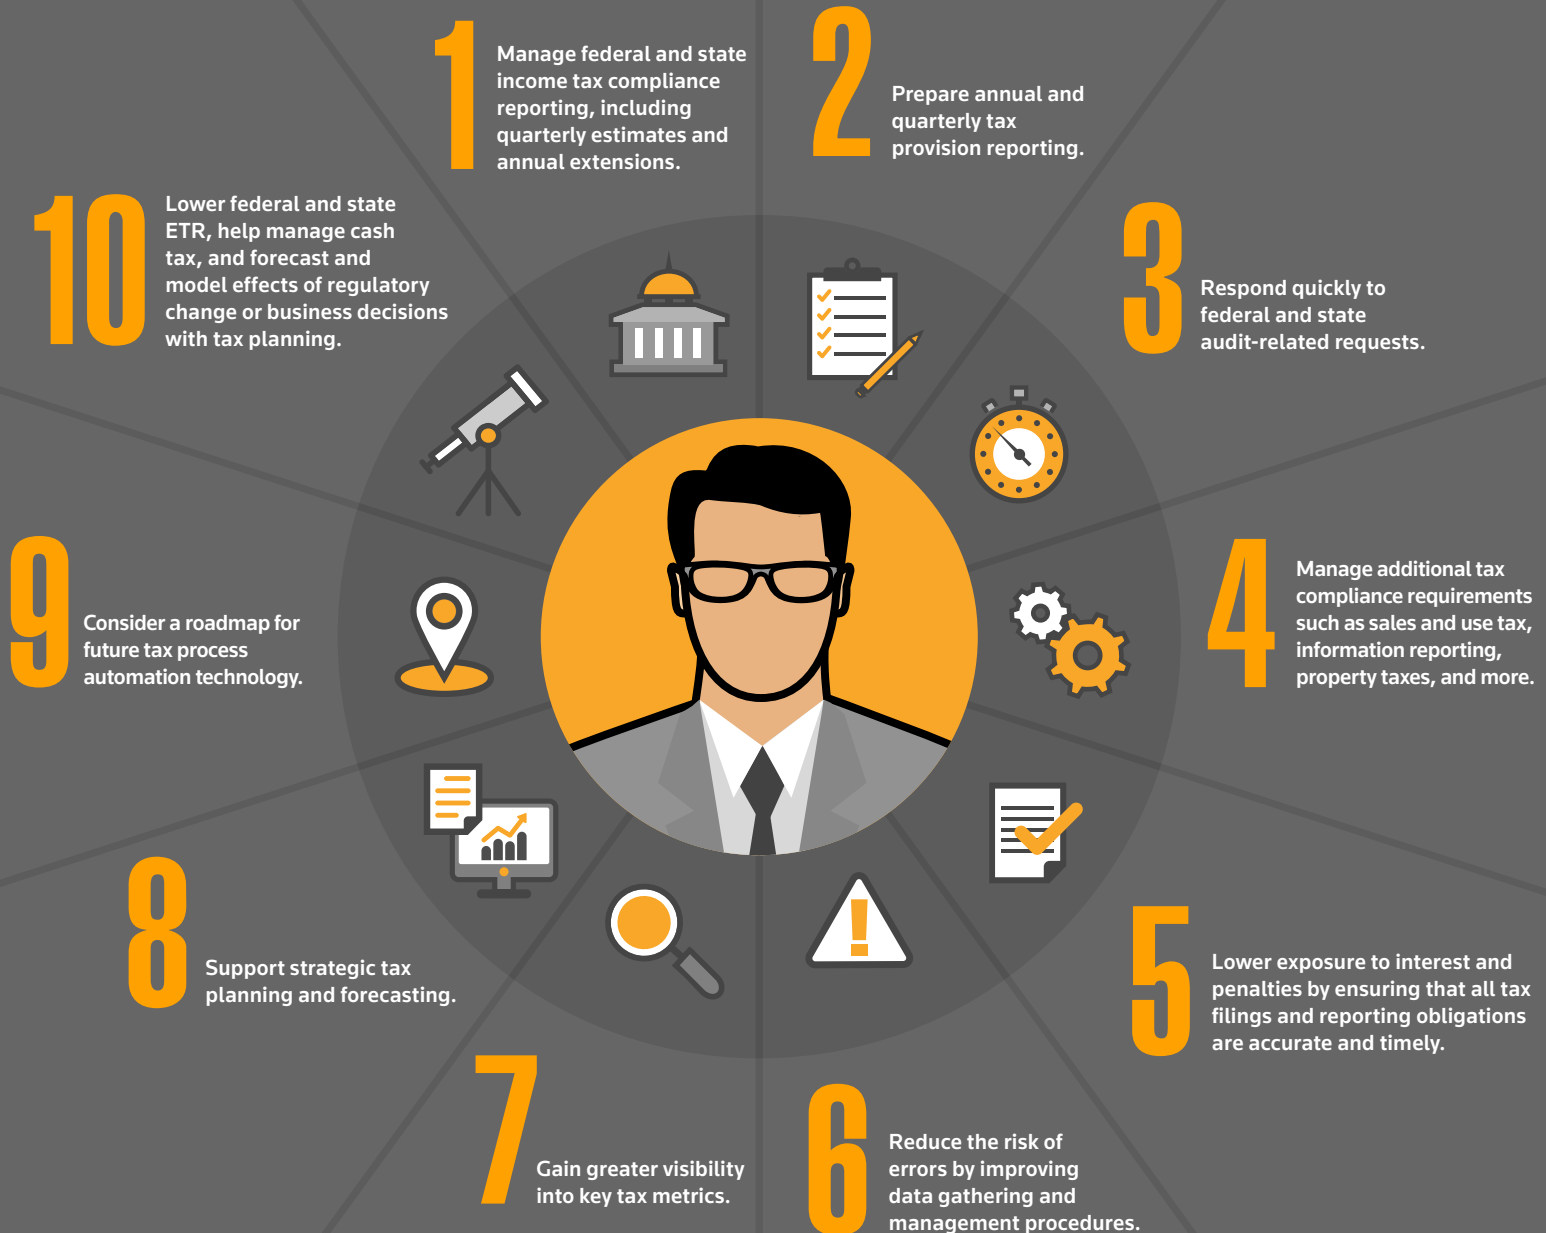 1
Manage federal and state
income tax compliance
reporting, including
quarterly estimates and
annual extensions.
2
Prepare annual and
quarterly tax
provision reporting.
3
Respond quickly to
federal and state
audit-related requests.
4
Manage additional tax
compliance requirements
such as sales and use tax,
information reporting,
property taxes, and more.
5
Lower exposure to interest and
penalties by ensuring that all tax
filings and reporting obligations
are accurate and timely.
6
Reduce the risk of
errors by improving
data gathering and
management procedures.
7
Gain greater visibility
into key tax metrics.
8
Support strategic tax
planning and forecasting.
9
Consider a roadmap for
future tax process
automation technology.
10
Lower federal and state
ETR, help manage cash
tax, and forecast and
model effects of regulatory
change or business decisions
with tax planning.